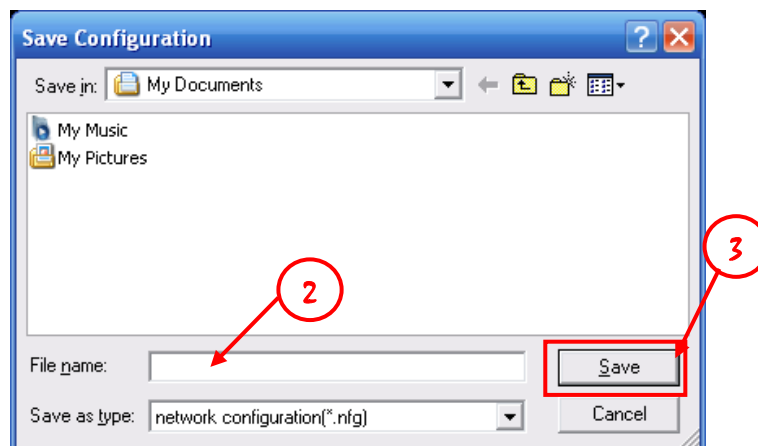 Save Configuration
Save in: My Documents
My Music
My Pictures
2
3
File name:
Save
Save as type: network configuration(*.nfg)
Cancel